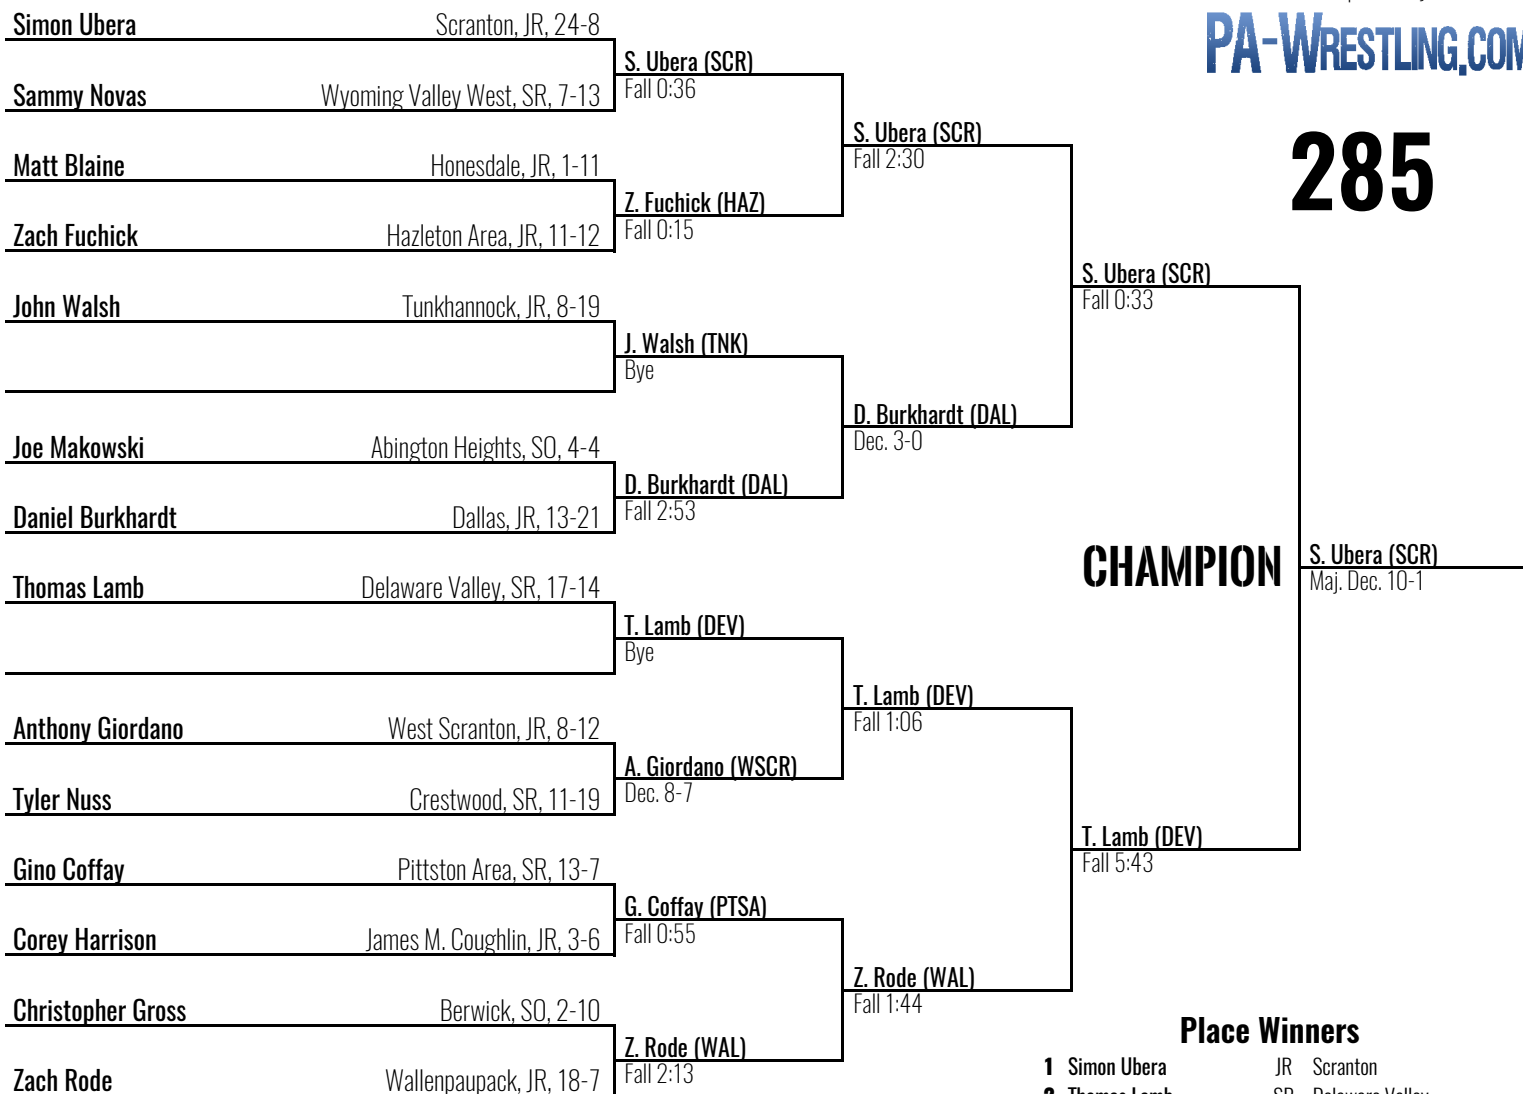 PA-WRESTLING.COM
285
Simon Ubera Scranton, JR, 24-8
Sammy Novas Wyoming Valley West, SR, 7-13
Matt Blaine Honesdale, JR, 1-11
Zach Fuchick Hazleton Area, JR, 11-12
John Walsh Tunkhannock, JR, 8-19
Joe Makowski Abington Heights, SO, 4-4
Daniel Burkhardt Dallas, JR, 13-21
Thomas Lamb Delaware Valley, SR, 17-14
Anthony Giordano West Scranton, JR, 8-12
Tyler Nuss Crestwood, SR, 11-19
Gino Coffay Pittston Area, SR, 13-7
Corey Harrison James M. Coughlin, JR, 3-6
Christopher Gross Berwick, SO, 2-10
Zach Rode Wallenpaupack, JR, 18-7
S. Ubera (SCR)
Fall 0:36
Z. Fuchick (HAZ)
Fall 0:15
J. Walsh (TNK)
Bye
D. Burkhardt (DAL)
Fall 2:53
T. Lamb (DEV)
Bye
A. Giordano (WSCR)
Dec. 8-7
G. Coffay (PTSA)
Fall 0:55
Z. Rode (WAL)
Fall 2:13
S. Ubera (SCR)
Fall 2:30
D. Burkhardt (DAL)
Dec. 3-0
T. Lamb (DEV)
Fall 1:06
Z. Rode (WAL)
Fall 1:44
S. Ubera (SCR)
Fall 0:33
T. Lamb (DEV)
Fall 5:43
CHAMPION
S. Ubera (SCR)
Maj. Dec. 10-1
Place Winners
1 Simon Ubera JR Scranton
2 Thomas Lamb SR Delaware Valley